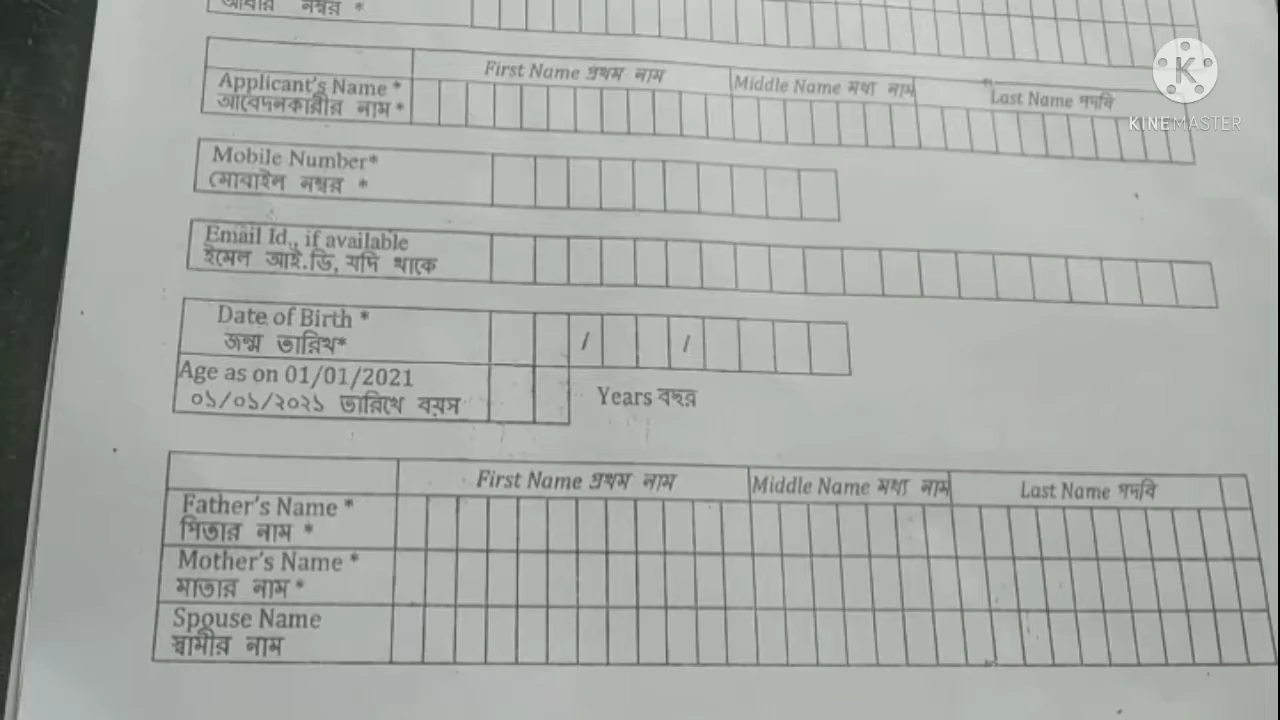 আধার নম্বর *
First Name প্রথম নাম Middle Name মধ্য নাম Last Name পদবি
Applicant's Name *
আবেদনকারীর নাম *
KINEMASTER
Mobile Number*
মোবাইল নম্বর *
Email Id., if available
ইমেল আই.ডি, যদি থাকে
Date of Birth *
জন্ম তারিখ*
/ /
Age as on 01/01/2021
০১/০১/২০২১ তারিখে বয়স
Years বছর
First Name প্রথম নাম Middle Name মধ্য নাম Last Name পদবি
Father's Name *
পিতার নাম *
Mother's Name *
মাতার নাম *
Spouse Name
স্বামীর নাম